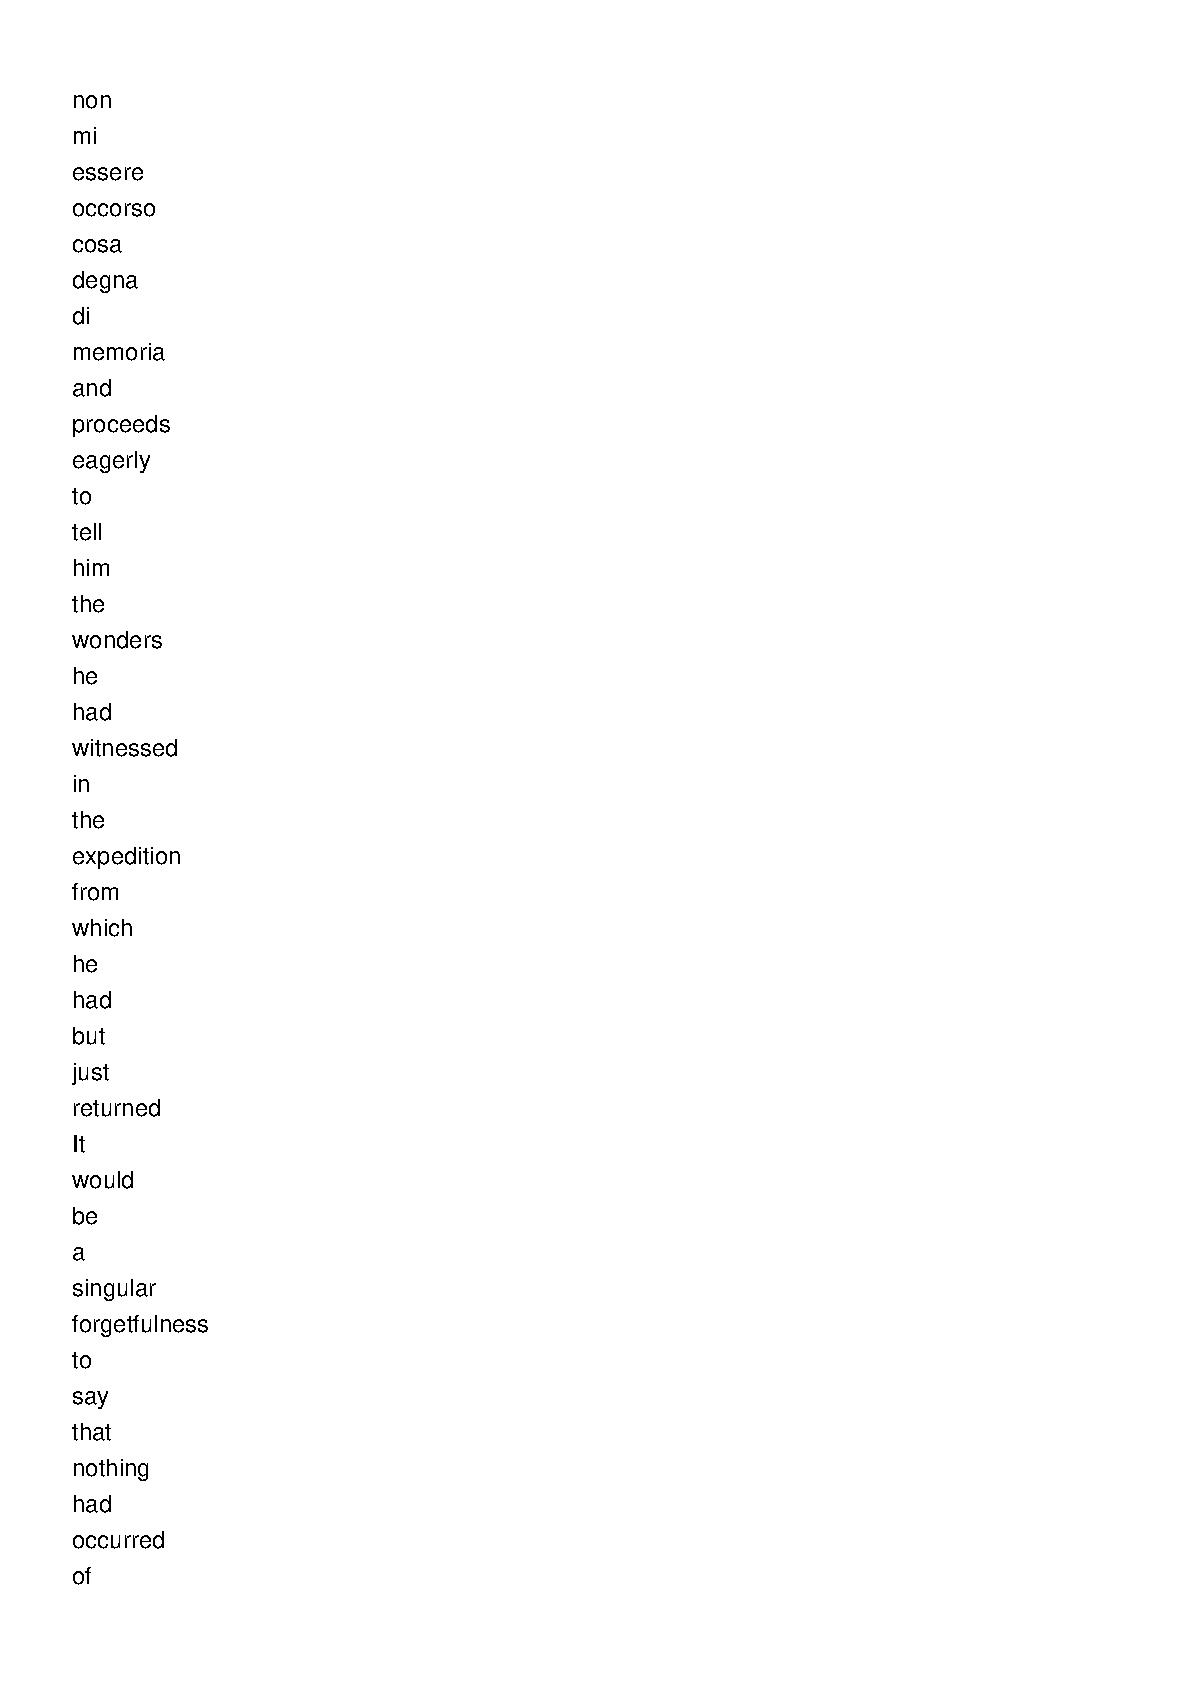 non
mi
essere
occorso
cosa
degna
di
memoria
and
proceeds
eagerly
to
tell
him
the
wonders
he
had
witnessed
in
the
expedition
from
which
he
had
but
just
returned
It
would
be
a
singular
forgetfulness
to
say
that
nothing
had
occurred
of